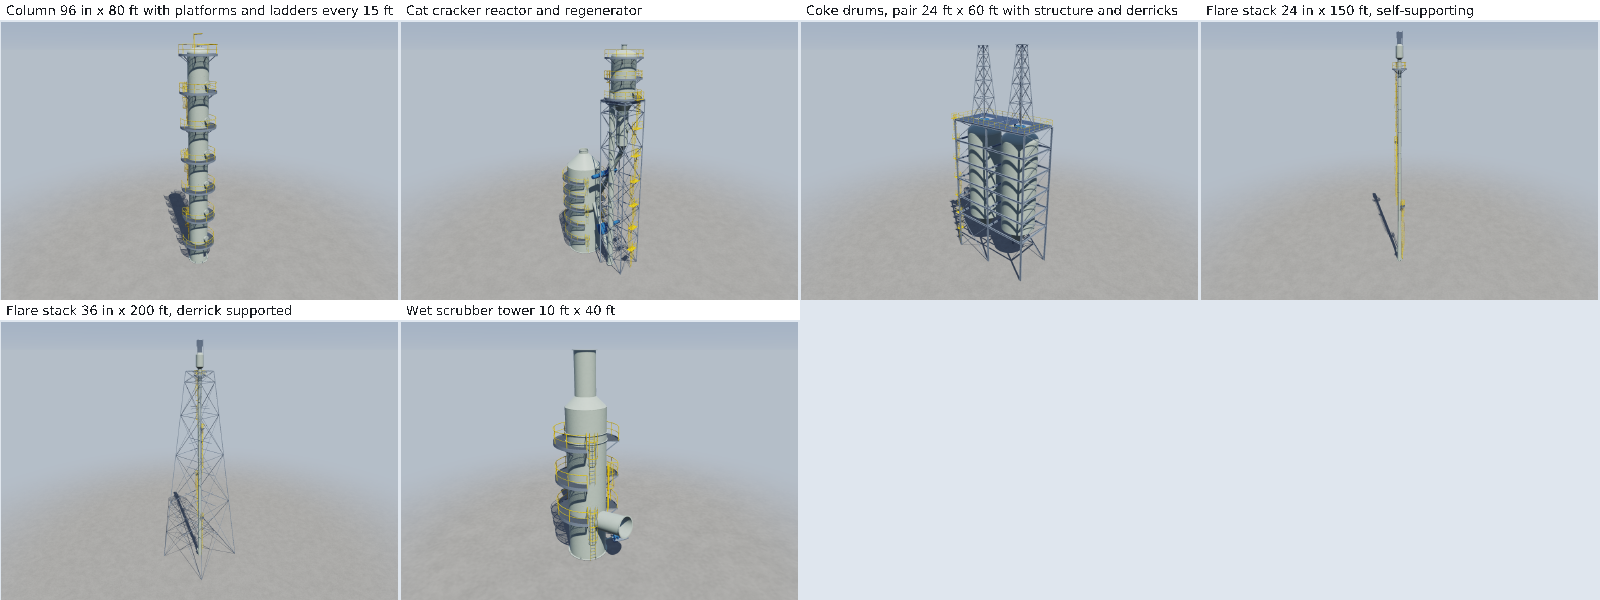 Column 96 in x 80 ft with platforms and ladders every 15 ft
Cat cracker reactor and regenerator
Coke drums, pair 24 ft x 60 ft with structure and derricks
Flare stack 24 in x 150 ft, self-supporting
Flare stack 36 in x 200 ft, derrick supported
Wet scrubber tower 10 ft x 40 ft